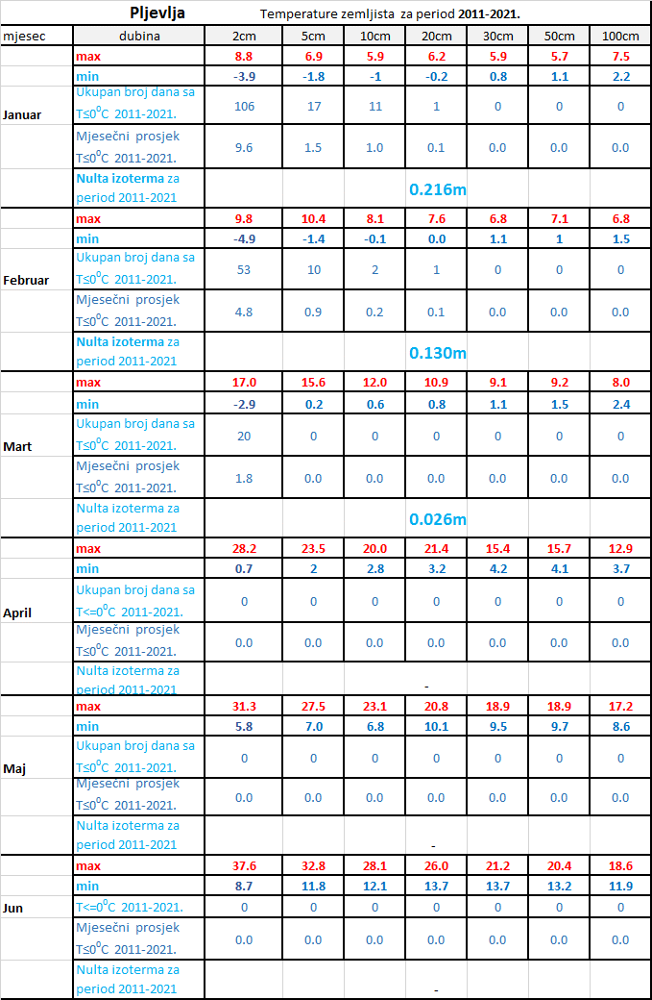 Pljevlja Temperature zemljista za period 2011-2021.
mjesec dubina 2cm 5cm 10cm 20cm 30cm 50cm 100cm
max 8.8 6.9 5.9 6.2 5.9 5.7 7.5
min -3.9 -1.8 -1 -0.2 0.8 1.1 2.2
Ukupan broj dana sa
T≤0⁰C 2011-2021. 106 17 11 1 0 0 0
Januar
Mjesečni prosjek
T≤0⁰C 2011-2021. 9.6 1.5 1.0 0.1 0.0 0.0 0.0
Nulta izoterma za
period 2011-2021 0.216m
max 9.8 10.4 8.1 7.6 6.8 7.1 6.8
min -4.9 -1.4 -0.1 0.0 1.1 1 1.5
Ukupan broj dana sa
T≤0⁰C 2011-2021. 53 10 2 1 0 0 0
Februar
Mjesečni prosjek
T≤0⁰C 2011-2021. 4.8 0.9 0.2 0.1 0.0 0.0 0.0
Nulta izoterma za
period 2011-2021 0.130m
max 17.0 15.6 12.0 10.9 9.1 9.2 8.0
min -2.9 0.2 0.6 0.8 1.1 1.5 2.4
Ukupan broj dana sa
T≤0⁰C 2011-2021. 20 0 0 0 0 0 0
Mart
Mjesečni prosjek
T≤0⁰C 2011-2021. 1.8 0.0 0.0 0.0 0.0 0.0 0.0
Nulta izoterma za
period 2011-2021 0.026m
max 28.2 23.5 20.0 21.4 15.4 15.7 12.9
min 0.7 2 2.8 3.2 4.2 4.1 3.7
Ukupan broj dana sa
T<=0⁰C 2011-2021. 0 0 0 0 0 0 0
April
Mjesečni prosjek
T≤0⁰C 2011-2021. 0.0 0.0 0.0 0.0 0.0 0.0 0.0
Nulta izoterma za
period 2011-2021 -
max 31.3 27.5 23.1 20.8 18.9 18.9 17.2
min 5.8 7.0 6.8 10.1 9.5 9.7 8.6
Ukupan broj dana sa
T≤0⁰C 2011-2021. 0 0 0 0 0 0 0
Maj
Mjesečni prosjek
T≤0⁰C 2011-2021. 0.0 0.0 0.0 0.0 0.0 0.0 0.0
Nulta izoterma za
period 2011-2021 -
max 37.6 32.8 28.1 26.0 21.2 20.4 18.6
min 8.7 11.8 12.1 13.7 13.7 13.2 11.9
Jun T<=0⁰C 2011-2021. 0 0 0 0 0 0 0
Mjesečni prosjek
T≤0⁰C 2011-2021. 0.0 0.0 0.0 0.0 0.0 0.0 0.0
Nulta izoterma za
period 2011-2021 -